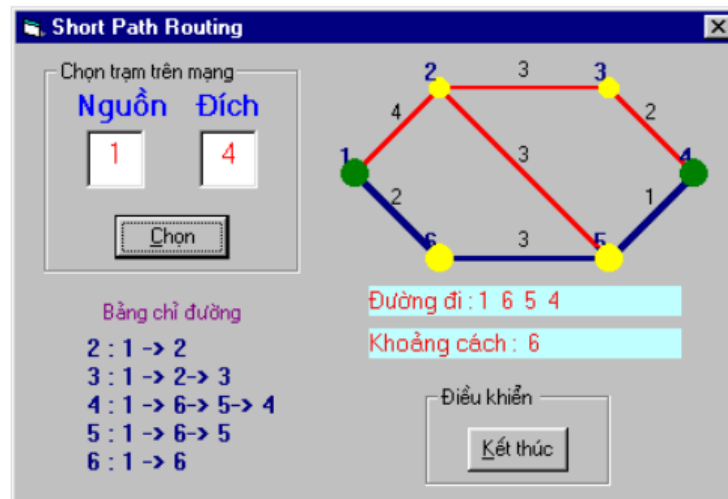 Short Path Routing
Chọn trạm trên mạng
Nguồn Đích
1 4
Chọn
Bảng chỉ đường
2 : 1 -> 2
3 : 1 -> 2-> 3
4 : 1 -> 6-> 5-> 4
5 : 1 -> 6-> 5
6 : 1 -> 6
2 3 3
4 2
1 3 4
2 1
6 3 5
Đường đi : 1 6 5 4
Khoảng cách : 6
Điều khiển
Kết thúc